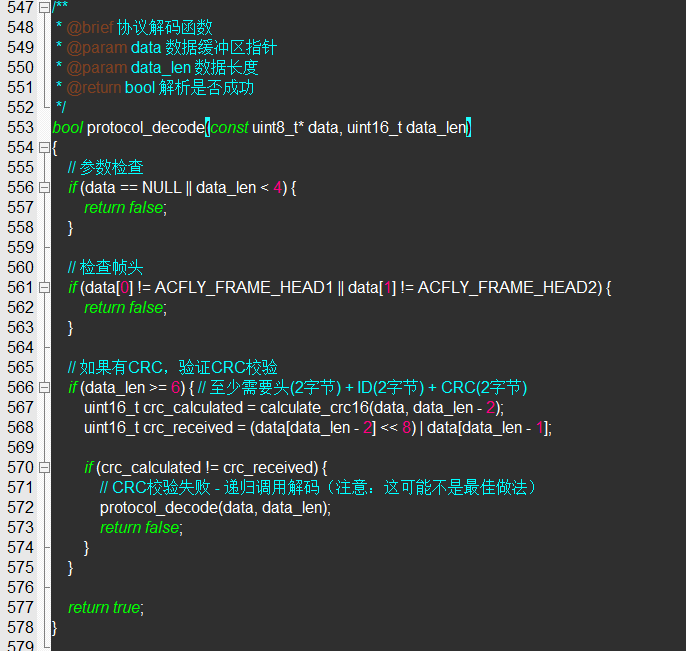 547 /**
548 * @brief 协议解码函数
549 * @param data 数据缓冲区指针
550 * @param data_len 数据长度
551 * @return bool 解析是否成功
552 */
553 bool protocol_decode(const uint8_t* data, uint16_t data_len)
554 {
555 // 参数检查
556 if (data == NULL || data_len < 4) {
557 return false;
558 }
559
560 // 检查帧头
561 if (data[0] != ACFLY_FRAME_HEAD1 || data[1] != ACFLY_FRAME_HEAD2) {
562 return false;
563 }
564
565 // 如果有CRC，验证CRC校验
566 if (data_len >= 6) { // 至少需要头(2字节) + ID(2字节) + CRC(2字节)
567 uint16_t crc_calculated = calculate_crc16(data, data_len - 2);
568 uint16_t crc_received = (data[data_len - 2] << 8) | data[data_len - 1];
569
570 if (crc_calculated != crc_received) {
571 // CRC校验失败 - 递归调用解码（注意：这可能不是最佳做法）
572 protocol_decode(data, data_len);
573 return false;
574 }
575 }
576
577 return true;
578 }
579